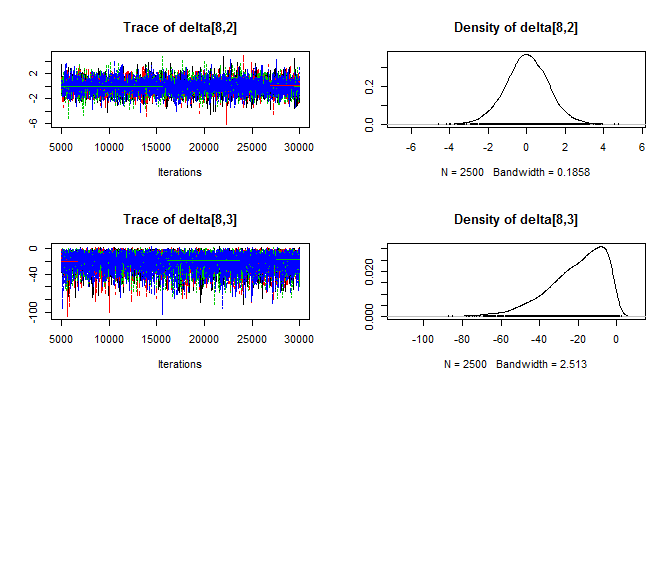 Trace of delta[8,2]
2
-2
-6
5000 10000 15000 20000 25000 30000
Iterations
Density of delta[8,2]
0.2
0.0
-6 -4 -2 0 2 4 6
N = 2500 Bandwidth = 0.1858
Trace of delta[8,3]
0
-40
-100
5000 10000 15000 20000 25000 30000
Iterations
Density of delta[8,3]
0.020
0.000
-100 -80 -60 -40 -20 0
N = 2500 Bandwidth = 2.513